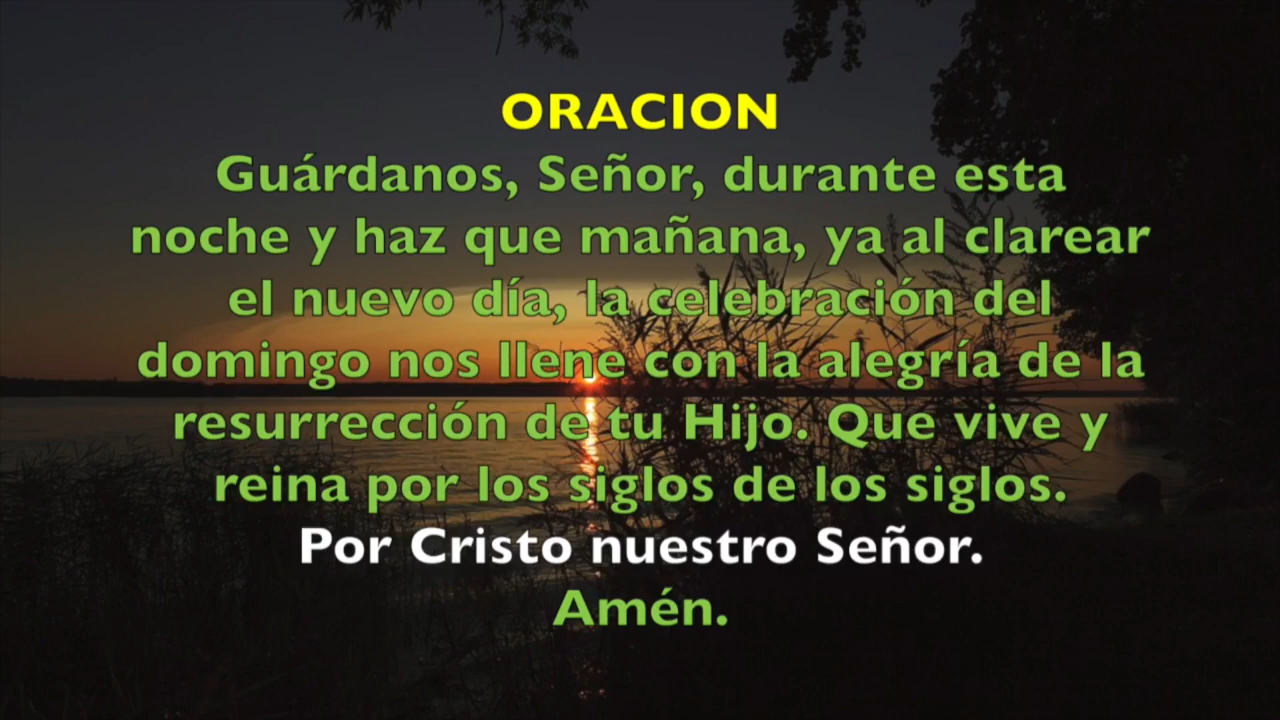 ORACION
Guárdanos, Señor, durante esta
noche y haz que mañana, ya al clarear
el nuevo día, la celebración del
domingo nos llene con la alegría de la
resurrección de tu Hijo. Que vive y
reina por los siglos de los siglos.
Por Cristo nuestro Señor.
Amén.